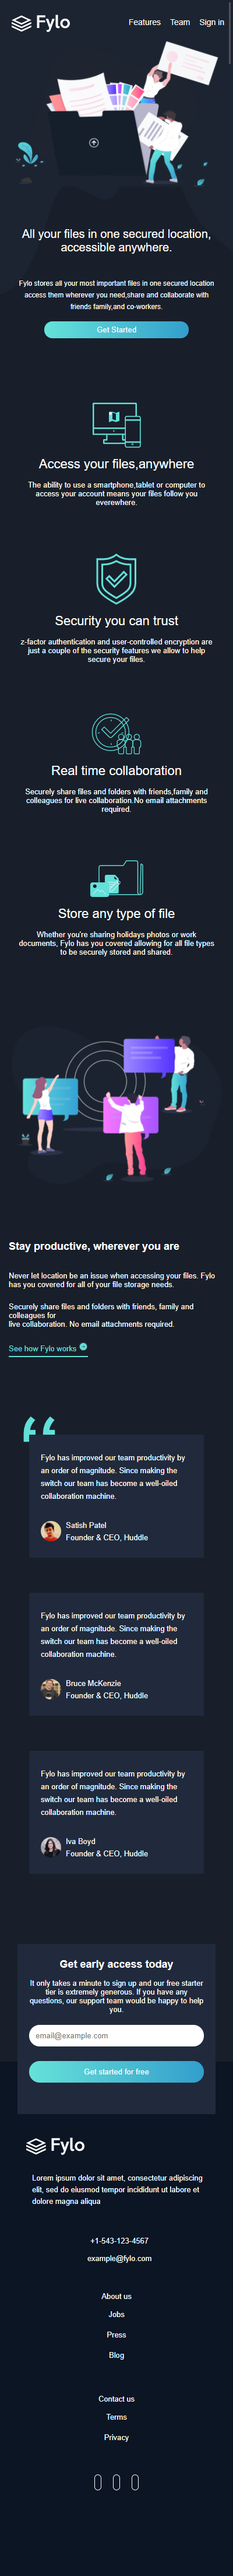 Fylo
Features Team Sign in
All your files in one secured location,
accessible anywhere.
Fylo stores all your most important files in one secured location
access them wherever you need,share and collaborate with
friends family,and co-workers.
Get Started
Access your files,anywhere
The ability to use a smartphone,tablet or computer to
access your account means your files follow you
everewhere.
Security you can trust
z-factor authentication and user-controlled encryption are
just a couple of the security features we allow to help
secure your files.
Real time collaboration
Securely share files and folders with friends,family and
colleagues for live collaboration.No email attachments
required.
Store any type of file
Whether you're sharing holidays photos or work
documents, Fylo has you covered allowing for all file types
to be securely stored and shared.
Stay productive, wherever you are
Never let location be an issue when accessing your files. Fylo
has you covered for all of your file storage needs.
Securely share files and folders with friends, family and
colleagues for
live collaboration. No email attachments required.
See how Fylo works
Fylo has improved our team productivity by
an order of magnitude. Since making the
switch our team has become a well-oiled
collaboration machine.
Satish Patel
Founder & CEO, Huddle
Fylo has improved our team productivity by
an order of magnitude. Since making the
switch our team has become a well-oiled
collaboration machine.
Bruce McKenzie
Founder & CEO, Huddle
Fylo has improved our team productivity by
an order of magnitude. Since making the
switch our team has become a well-oiled
collaboration machine.
Iva Boyd
Founder & CEO, Huddle
Get early access today
It only takes a minute to sign up and our free starter
tier is extremely generous. If you have any
questions, our support team would be happy to help
you.
email@example.com
Get started for free
Fylo
Lorem ipsum dolor sit amet, consectetur adipiscing
elit, sed do eiusmod tempor incididunt ut labore et
dolore magna aliqua
+1-543-123-4567
example@fylo.com
About us
Jobs
Press
Blog
Contact us
Terms
Privacy